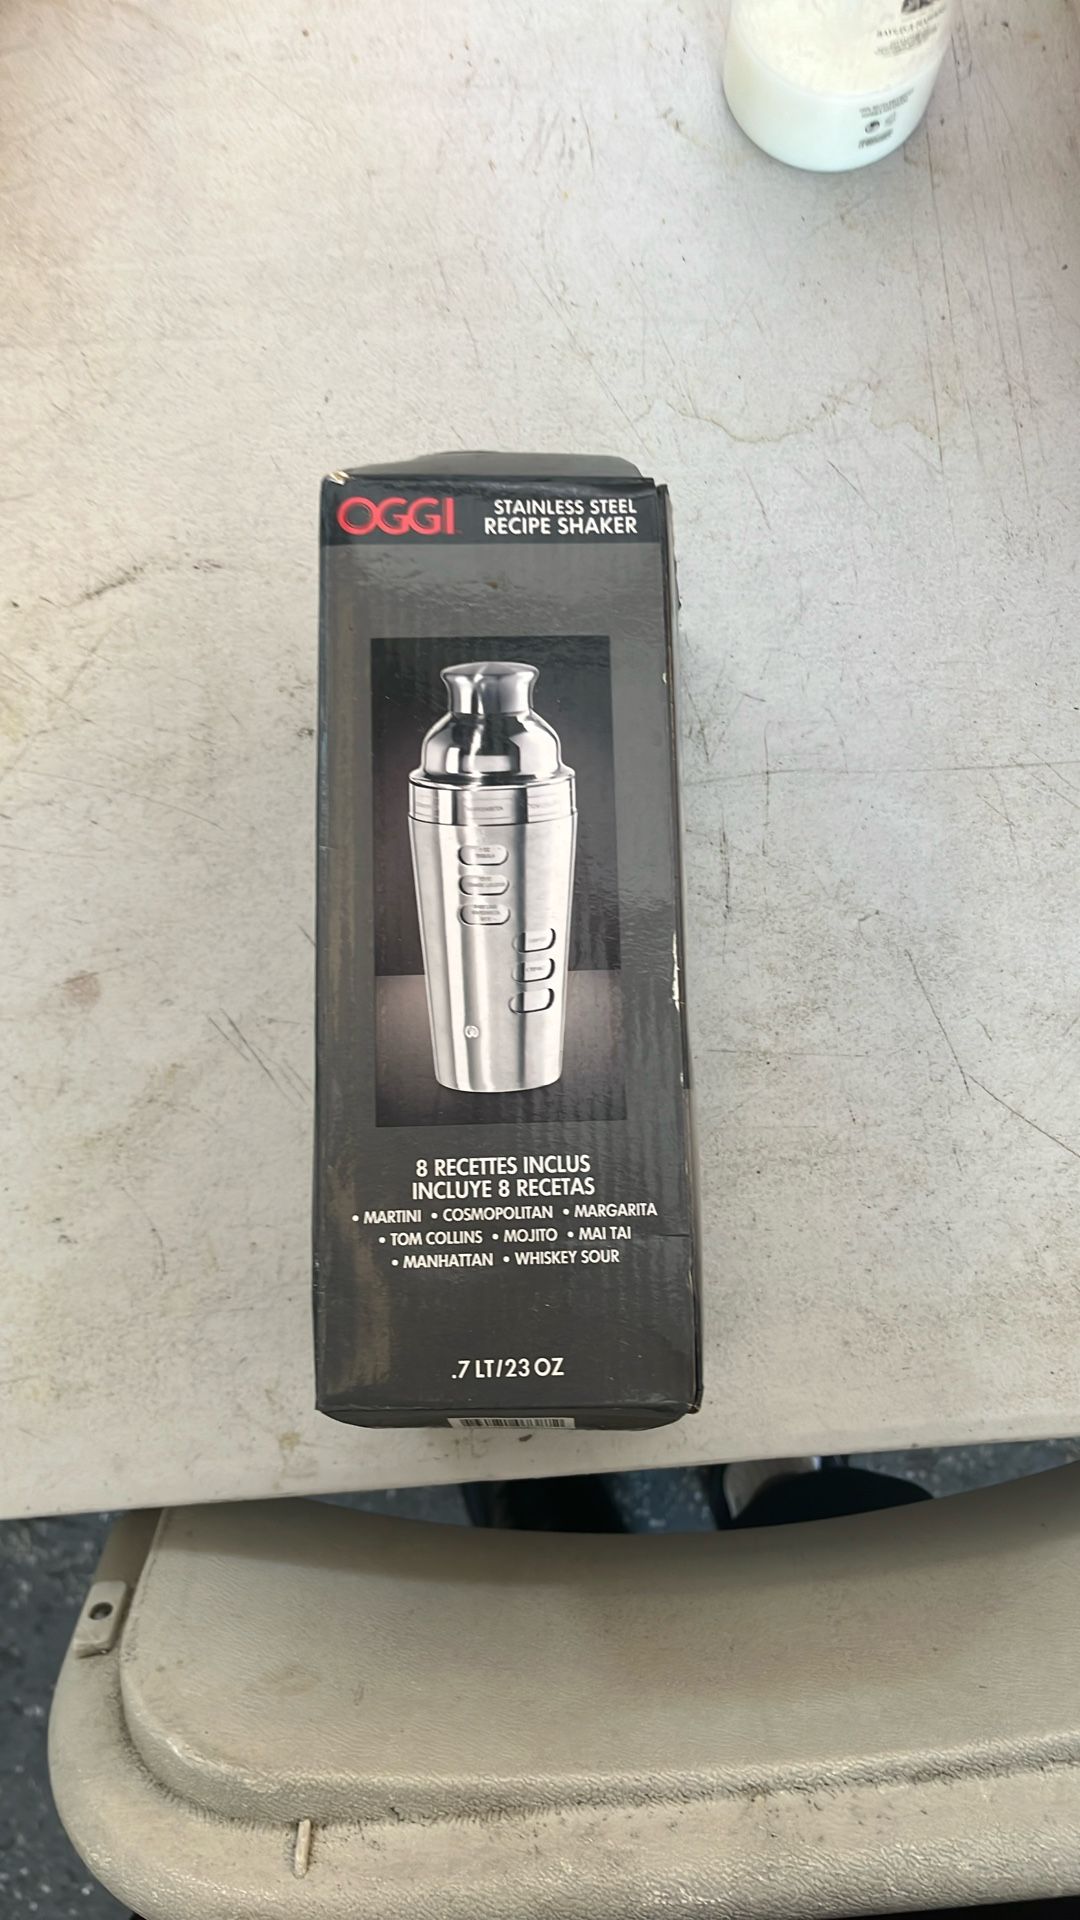 OGGI
STAINLESS STEEL
RECIPE SHAKER
8 RECETTES INCLUS
INCLUYE 8 RECETAS
• MARTINI • COSMOPOLITAN • MARGARITA
• TOM COLLINS • MOJITO • MAI TAI
• MANHATTAN • WHISKEY SOUR
.7 LT/23 OZ